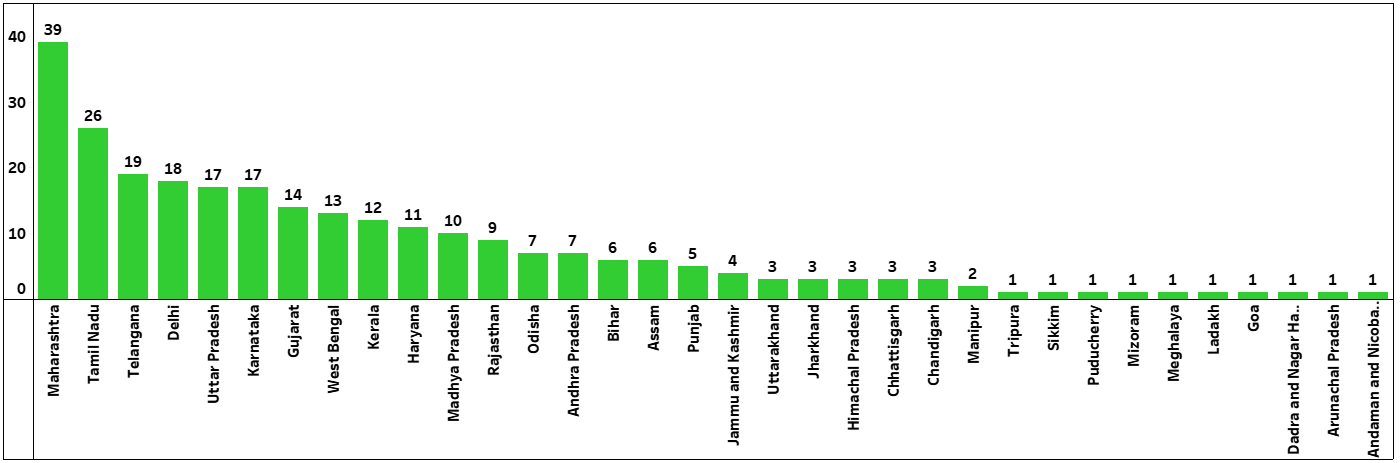 40
30
20
10
0
39
26
19
18
17
17
14
13
12
11
10
9
7
7
6
6
5
4
3
3
3
3
3
2
1
1
1
1
1
1
1
1
1
1
Maharashtra
Tamil Nadu
Telangana
Delhi
Uttar Pradesh
Karnataka
Gujarat
West Bengal
Kerala
Haryana
Madhya Pradesh
Rajasthan
Odisha
Andhra Pradesh
Bihar
Assam
Punjab
Jammu and Kashmir
Uttarakhand
Jharkhand
Himachal Pradesh
Chhattisgarh
Chandigarh
Manipur
Tripura
Sikkim
Puducherry
Mizoram
Meghalaya
Ladakh
Goa
Dadra and Nagar Ha..
Arunachal Pradesh
Andaman and Nicoba..